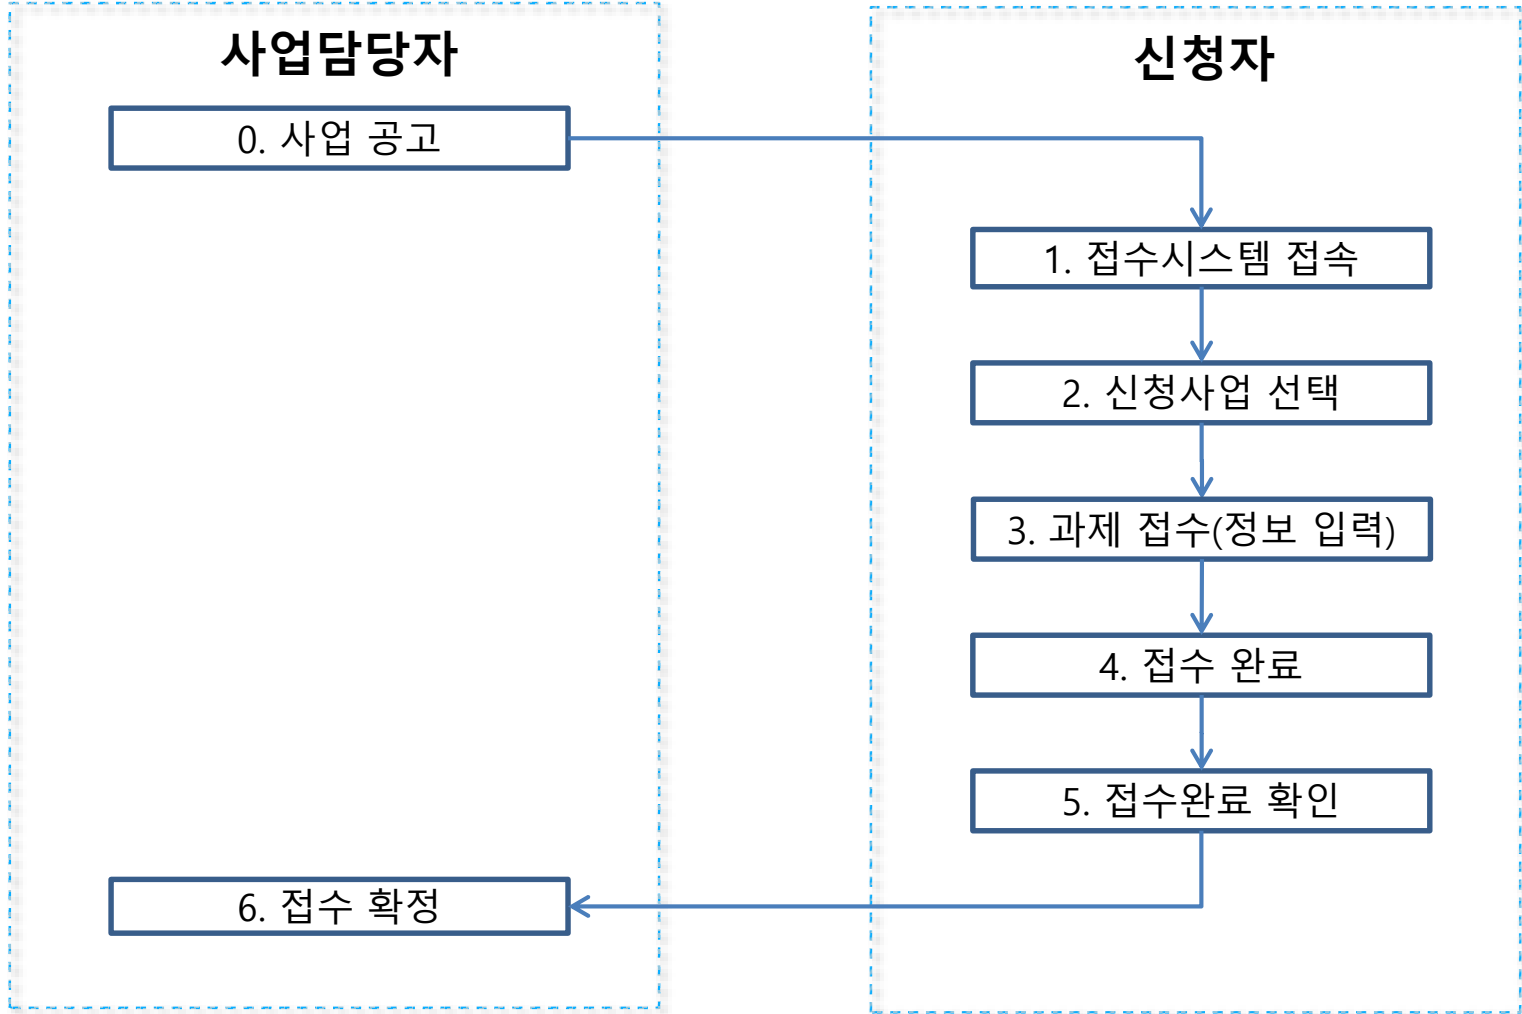 사업담당자
신청자
0. 사업 공고
1. 접수시스템 접속
2. 신청사업 선택
3. 과제 접수(정보 입력)
4. 접수 완료
5. 접수완료 확인
6. 접수 확정